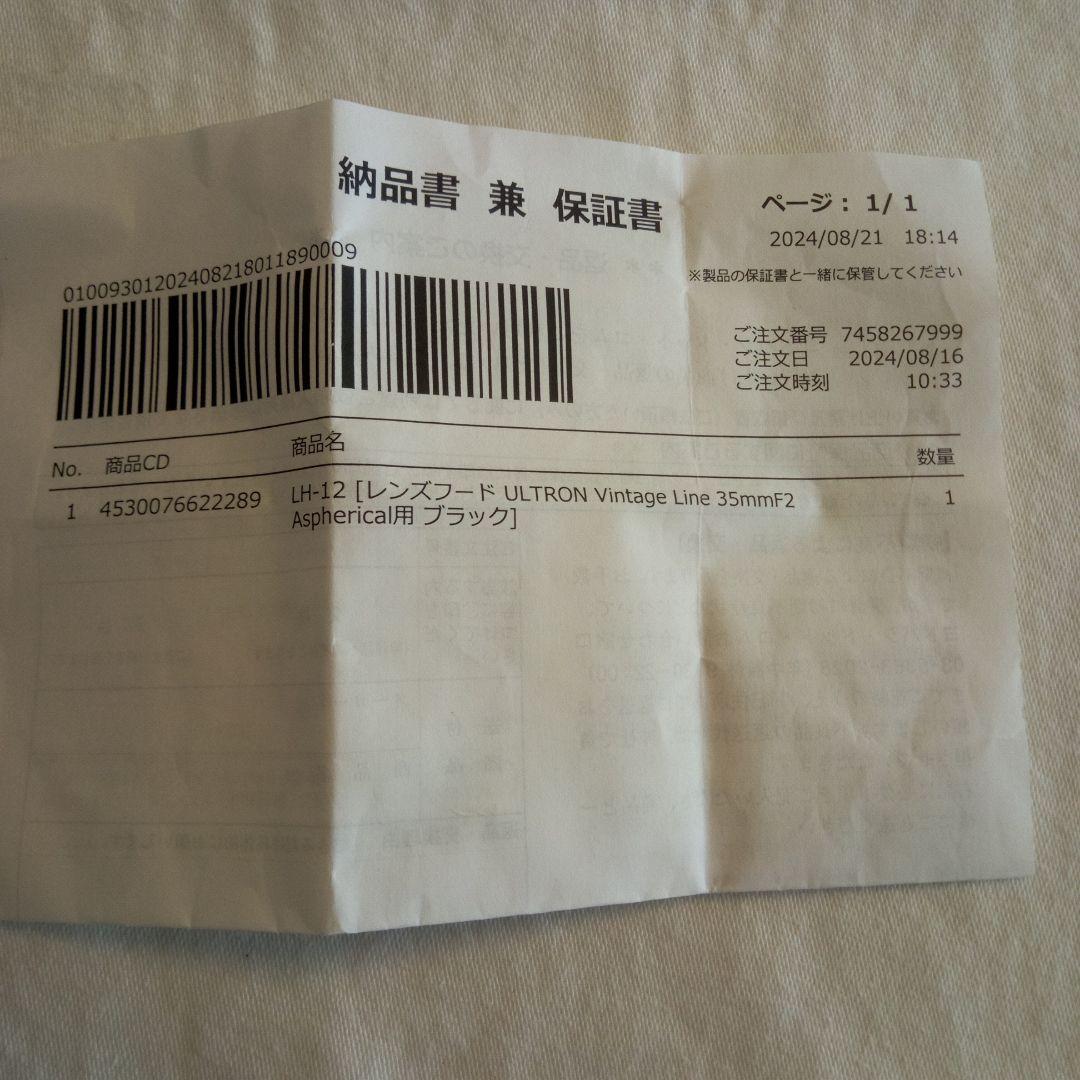 納品書 兼 保証書
ページ： 1/ 1
2024/08/21 18:14
※製品の保証書と一緒に保管してください
010093012024082180118900​09
ご注文番号 7458267999
ご注文日 2024/08/16
ご注文時刻 10:33
No. 商品CD 商品名 数量
1 4530076622289 LH-12 [レンズフード ULTRON Vintage Line 35mmF2 1
Aspherical用 ブラック]